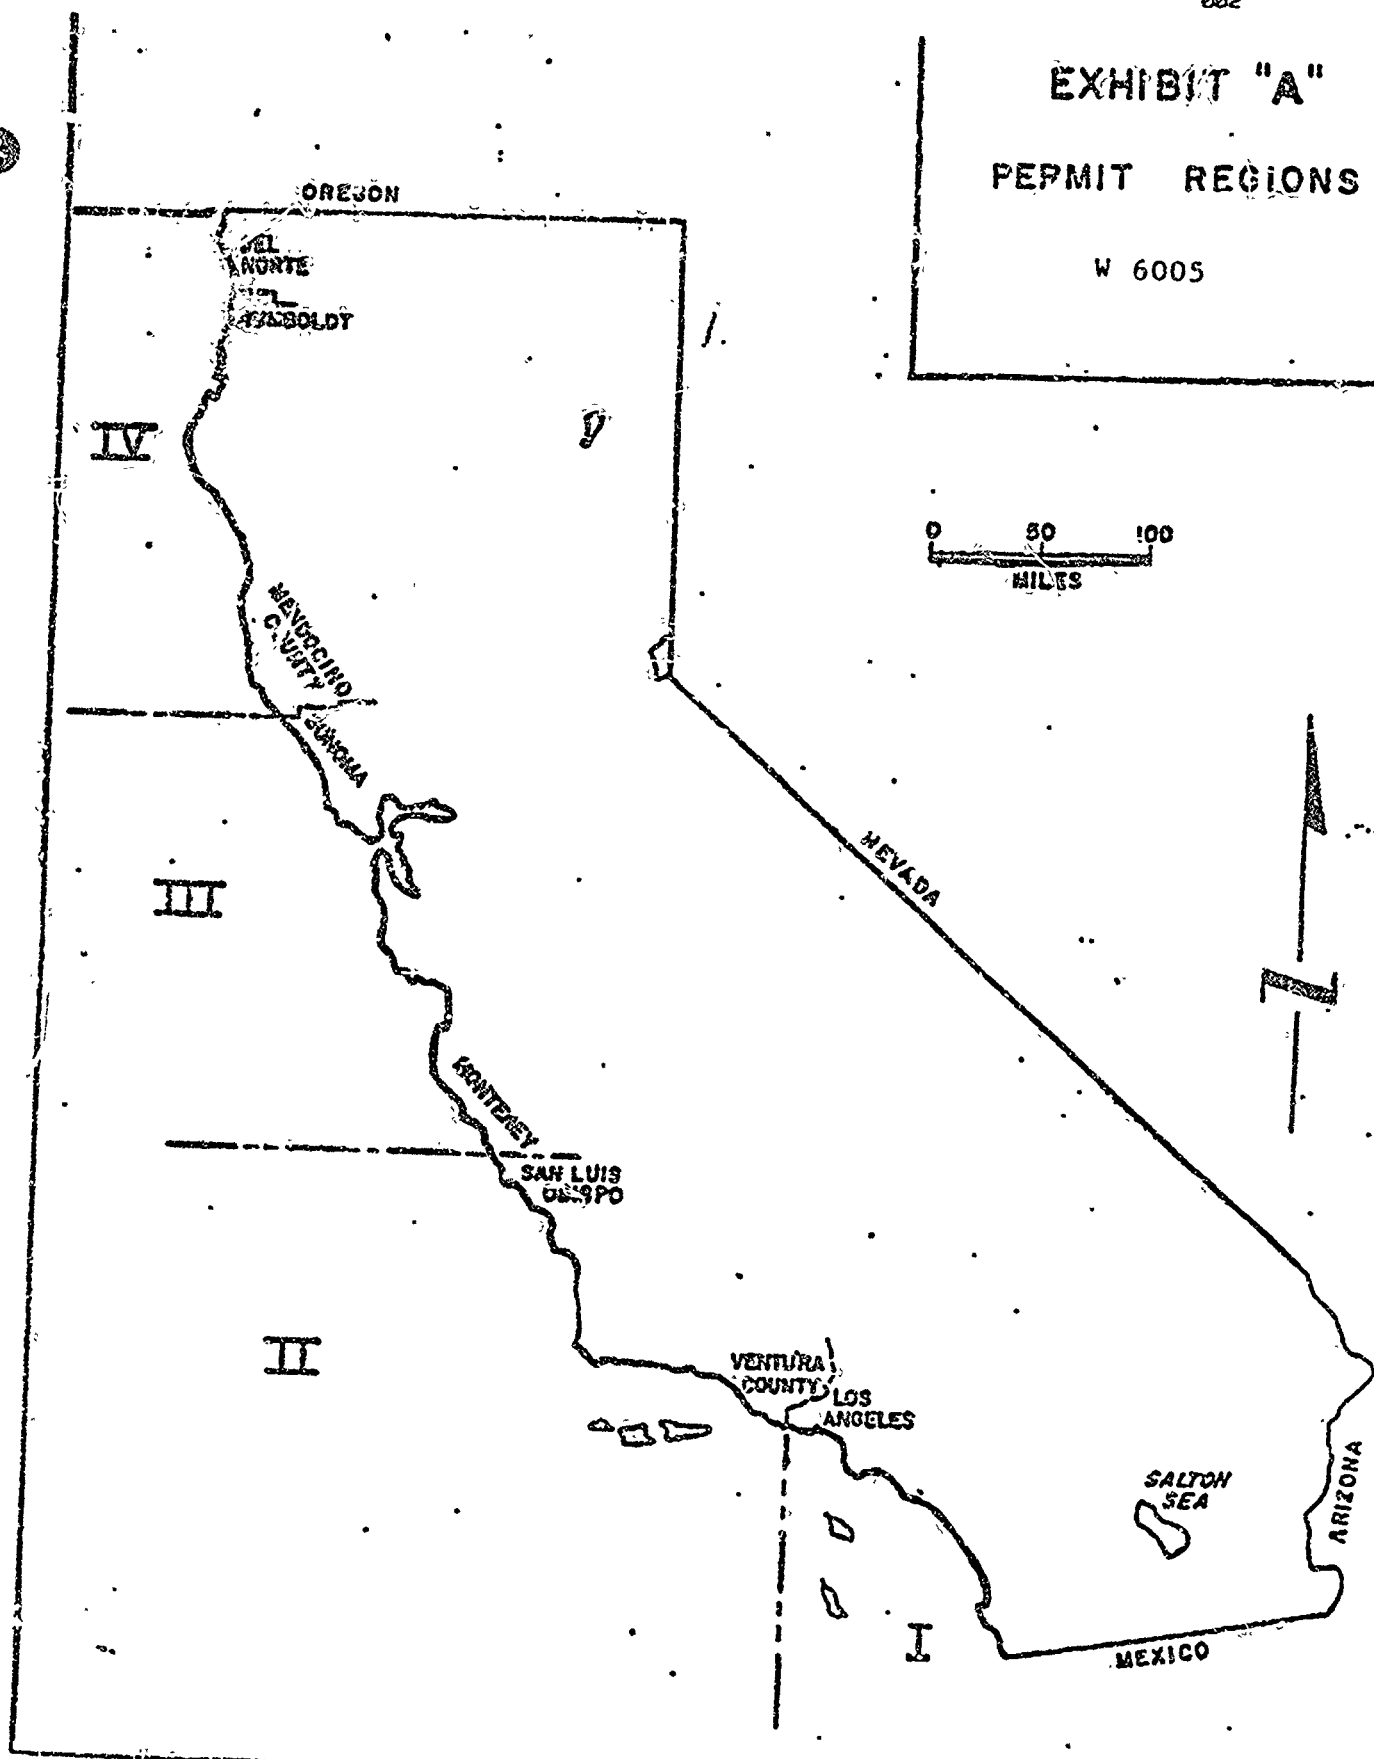 002
EXHIBIT "A"
PERMIT REGIONS
W 6005
OREGON
DEL
NORTE
HUMBOLDT
IV
0 50 100
MILES
MENDOCINO
COUNTY
SONOMA
III
NEVADA
Z
MONTEREY
SAN LUIS
OBISPO
II
VENTURA
COUNTY
LOS
ANGELES
SALTON
SEA
ARIZONA
I
MEXICO